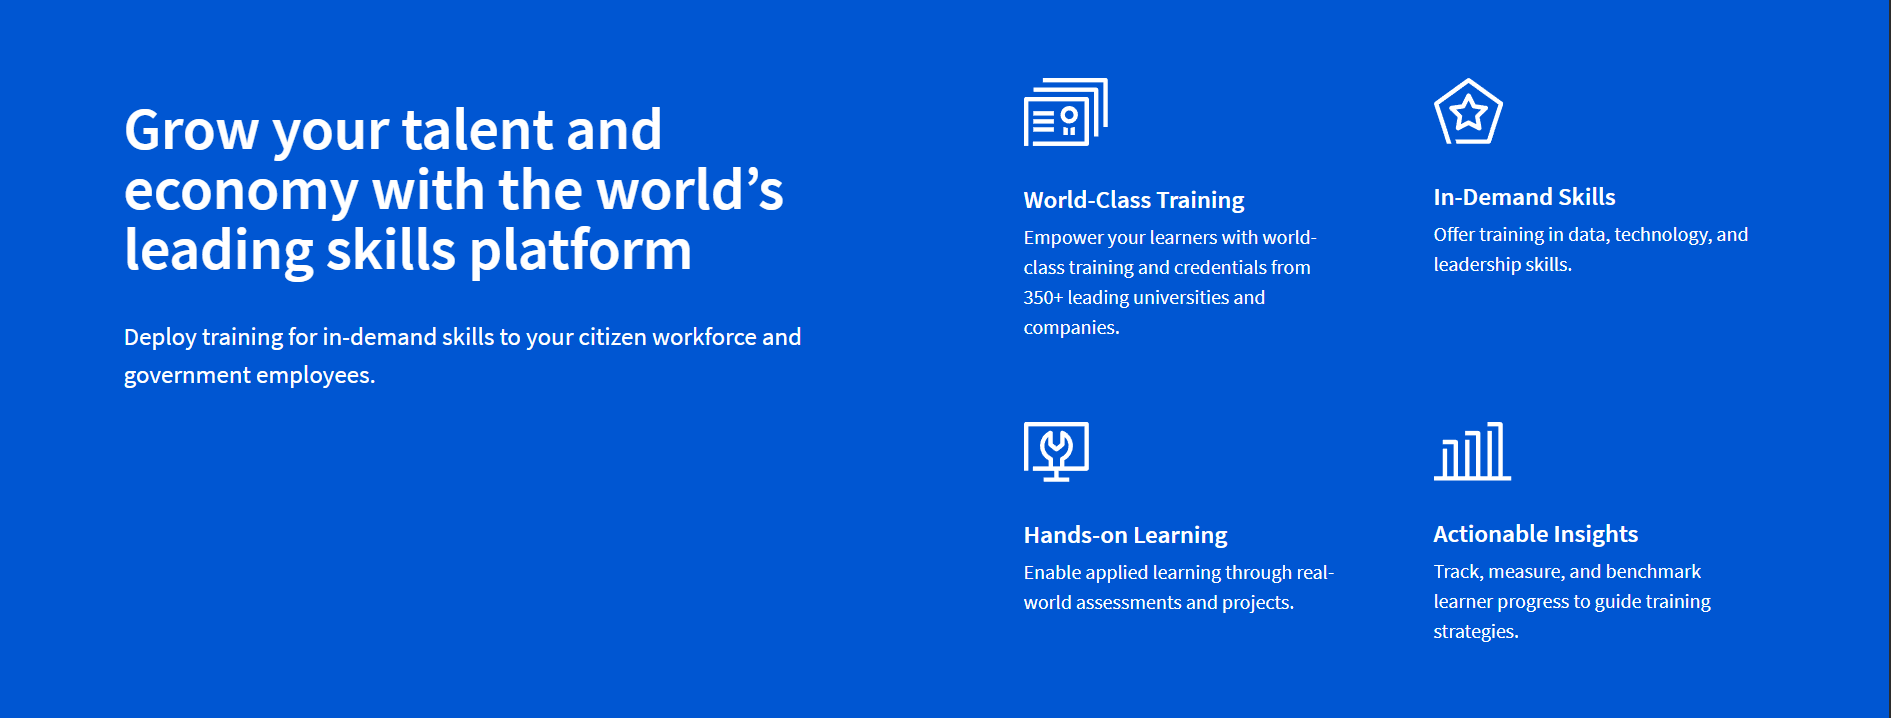 Grow your talent and
economy with the world’s
leading skills platform
Deploy training for in-demand skills to your citizen workforce and
government employees.
World-Class Training
Empower your learners with world-
class training and credentials from
350+ leading universities and
companies.
In-Demand Skills
Offer training in data, technology, and
leadership skills.
Hands-on Learning
Enable applied learning through real-
world assessments and projects.
Actionable Insights
Track, measure, and benchmark
learner progress to guide training
strategies.